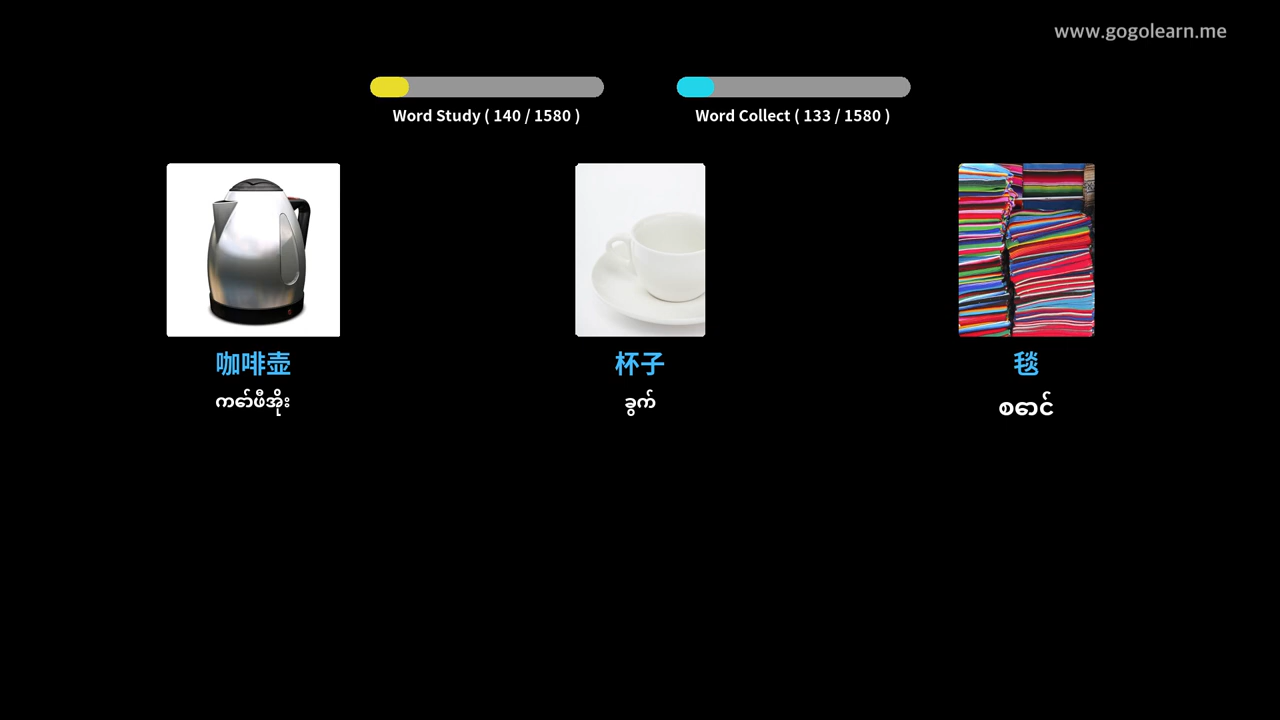 www.gogolearn.me
Word Study ( 140 / 1580 )
Word Collect ( 133 / 1580 )
咖啡壶
杯子
毯
ကော်ဖီအိုး
ခွက်
စောင်